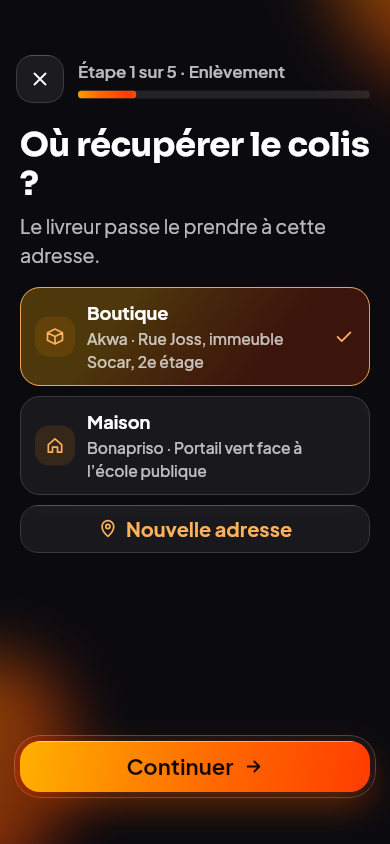 Étape 1 sur 5 · Enlèvement
Où récupérer le colis
?
Le livreur passe le prendre à cette
adresse.
Boutique
Akwa · Rue Joss, immeuble
Socar, 2e étage
Maison
Bonapriso · Portail vert face à
l’école publique
Nouvelle adresse
Continuer →